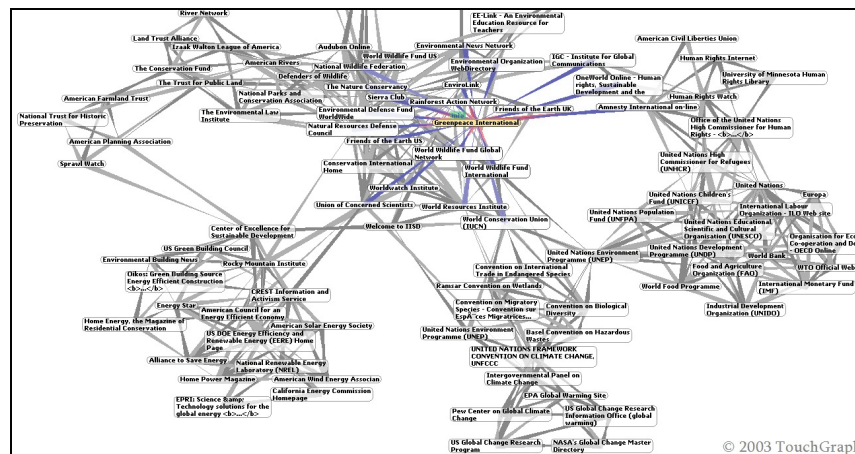 River Network
Land Trust Alliance
Izaak Walton League of America
The Conservation Fund
American Rivers
The Trust for Public Land
American Farmland Trust
National Trust for Historic
Preservation
American Planning Association
Sprawl Watch
National Parks and
Conservation Association
The Environmental Law
Institute
Audubon Online
World Wildlife Fund US
National Wildlife Federation
Defenders of Wildlife
The Nature Conservancy
Sierra Club
Environmental Defense Fund
WorldWide
Natural Resources Defense
Council
Friends of the Earth US
Conservation International
Home
EE-Link - An Environmental
Education Resource for
Teachers
Environmental News Network
Environmental Organization
WebDirectory
EnviroLink
Rainforest Action Network
Friends of the Earth UK
Greenpeace International
World Wildlife Fund Global
Network
World Wildlife Fund
International
Worldwatch Institute
Union of Concerned Scientists
World Resources Institute
World Conservation Union
(IUCN)
Welcome to IISD
IGC - Institute for Global
Communications
OneWorld Online - Human
rights, Sustainable
Development and the
Amnesty International on-line
American Civil Liberties Union
Human Rights Internet
University of Minnesota Human
Rights Library
Human Rights Watch
Office of the United Nations
High Commissioner for Human
Rights - <b>...</b>
United Nations High
Commissioner for Refugees
(UNHCR)
United Nations
Europa
United Nations Children's
Fund (UNICEF)
International Labour
Organization - ILO Web site
United Nations Population
Fund (UNFPA)
United Nations Educational,
Scientific and Cultural
Organisation (UNESCO)
Organisation for Eco
Co-operation and De
- OECD Online
United Nations Environment
Programme (UNEP)
United Nations Development
Programme (UNDP)
World Bank
Food and Agriculture
Organization (FAO)
WTO Official Web
World Food Programme
International Monetary Fund
(IMF)
Industrial Development
Organization (UNIDO)
Center of Excellence for
Sustainable Development
US Green Building Council
Environmental Building News
Rocky Mountain Institute
Oikos: Green Building Source
Energy Efficient Construction
<b>...</b>
CREST Information and
Activism Service
Energy Star
American Council for an
Energy Efficient Economy
Home Energy, the Magazine of
Residential Conservation
American Solar Energy Society
US DOE Energy Efficiency and
Renewable Energy (EERE) Home
Page
Alliance to Save Energy
National Renewable Energy
Laboratory (NREL)
Home Power Magazine
American Wind Energy Associan
California Energy Commission
Homepage
EPRI: Science &amp;
Technology solutions for the
global energy <b>...</b>
Convention on International
Trade in Endangered Species
Ramsar Convention on Wetlands
Convention on Migratory
Species - Convention sur
EspÃ¨ces Migratrices...
Convention on Biological
Diversity
United Nations Environment
Programme (UNEP)
Basel Convention on Hazardous
Wastes
UNITED NATIONS FRAMEWORK
CONVENTION ON CLIMATE CHANGE,
UNFCCC
Intergovernmental Panel on
Climate Change
EPA Global Warming Site
Pew Center on Global Climate
Change
US Global Change Research
Information Office (global
warming)
US Global Change Research
Program
NASA's Global Change Master
Directory
© 2003 TouchGraph